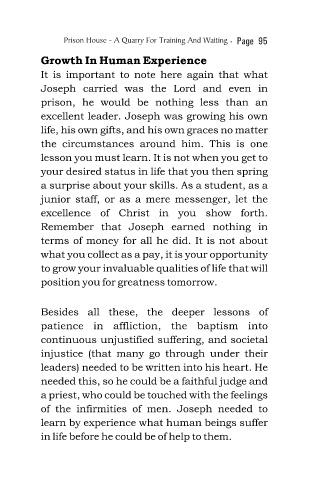 Prison House - A Quarry For Training And Waiting - Page 95
Growth In Human Experience
It is important to note here again that what
Joseph carried was the Lord and even in
prison, he would be nothing less than an
excellent leader. Joseph was growing his own
life, his own gifts, and his own graces no matter
the circumstances around him. This is one
lesson you must learn. It is not when you get to
your desired status in life that you then spring
a surprise about your skills. As a student, as a
junior staff, or as a mere messenger, let the
excellence of Christ in you show forth.
Remember that Joseph earned nothing in
terms of money for all he did. It is not about
what you collect as a pay, it is your opportunity
to grow your invaluable qualities of life that will
position you for greatness tomorrow.
Besides all these, the deeper lessons of
patience in affliction, the baptism into
continuous unjustified suffering, and societal
injustice (that many go through under their
leaders) needed to be written into his heart. He
needed this, so he could be a faithful judge and
a priest, who could be touched with the feelings
of the infirmities of men. Joseph needed to
learn by experience what human beings suffer
in life before he could be of help to them.